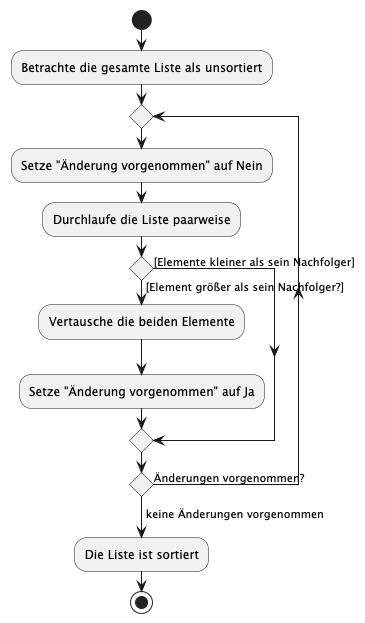 Betrachte die gesamte Liste als unsortiert
Setze "Änderung vorgenommen" auf Nein
Durchlaufe die Liste paarweise
[Elemente kleiner als sein Nachfolger]
[Element größer als sein Nachfolger?]
Vertausche die beiden Elemente
Setze "Änderung vorgenommen" auf Ja
Änderungen vorgenommen?
keine Änderungen vorgenommen
Die Liste ist sortiert